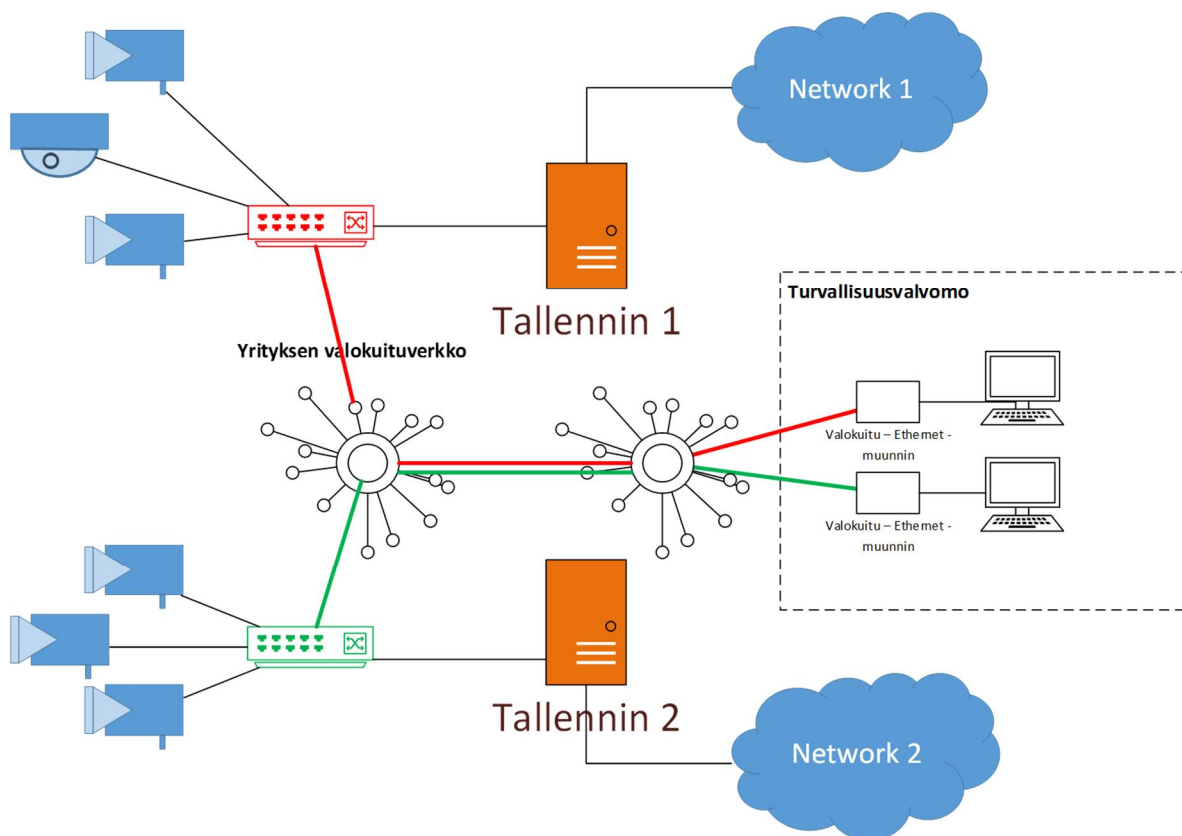 Network 1
Tallennin 1
Turvallisuusvalvomo
Yrityksen valokuituverkko
Valokuitu – Ethernet -
muunnin
Valokuitu – Ethernet -
muunnin
Tallennin 2
Network 2